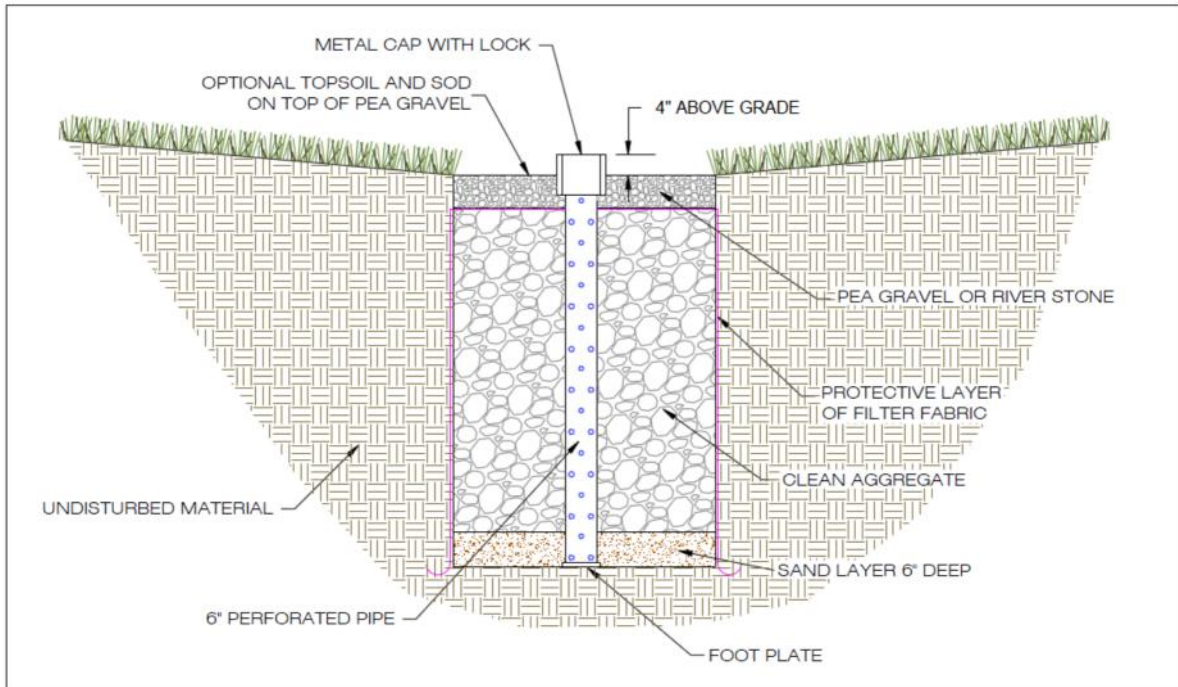 METAL CAP WITH LOCK
OPTIONAL TOPSOIL AND SOD
ON TOP OF PEA GRAVEL
4" ABOVE GRADE
PEA GRAVEL OR RIVER STONE
PROTECTIVE LAYER
OF FILTER FABRIC
CLEAN AGGREGATE
UNDISTURBED MATERIAL
SAND LAYER 6" DEEP
6" PERFORATED PIPE
FOOT PLATE